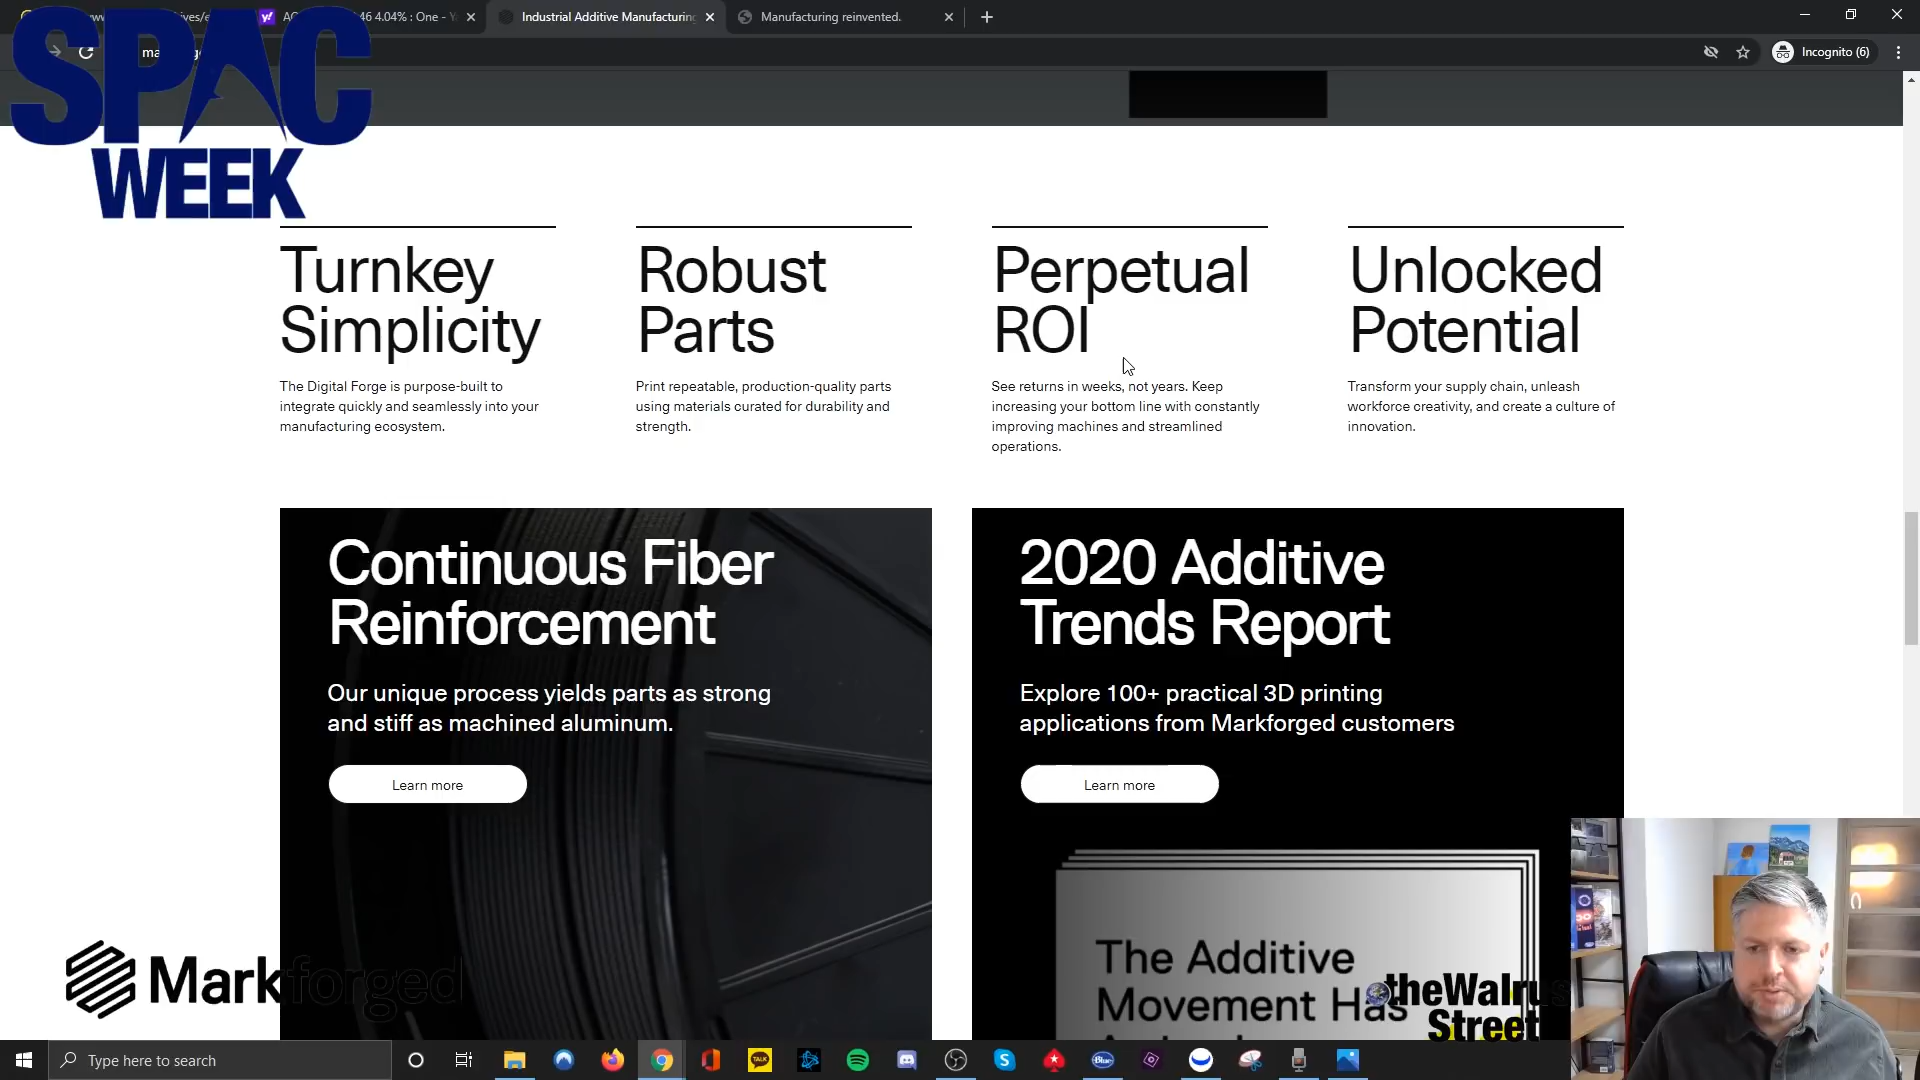 46 4.04% : One - Y
Industrial Additive Manufacturing
Manufacturing reinvented.
Incognito (6)
SPAC
WEEK
Turnkey
Simplicity
The Digital Forge is purpose-built to
integrate quickly and seamlessly into your
manufacturing ecosystem.
Robust
Parts
Print repeatable, production-quality parts
using materials curated for durability and
strength.
Perpetual
ROI
See returns in weeks, not years. Keep
increasing your bottom line with constantly
improving machines and streamlined
operations.
Unlocked
Potential
Transform your supply chain, unleash
workforce creativity, and create a culture of
innovation.
Continuous Fiber
Reinforcement
Our unique process yields parts as strong
and stiff as machined aluminum.
Learn more
2020 Additive
Trends Report
Explore 100+ practical 3D printing
applications from Markforged customers
Learn more
The Additive
Movement Has
Markforged
theWalrus
Street
Type here to search
TALK
Blue